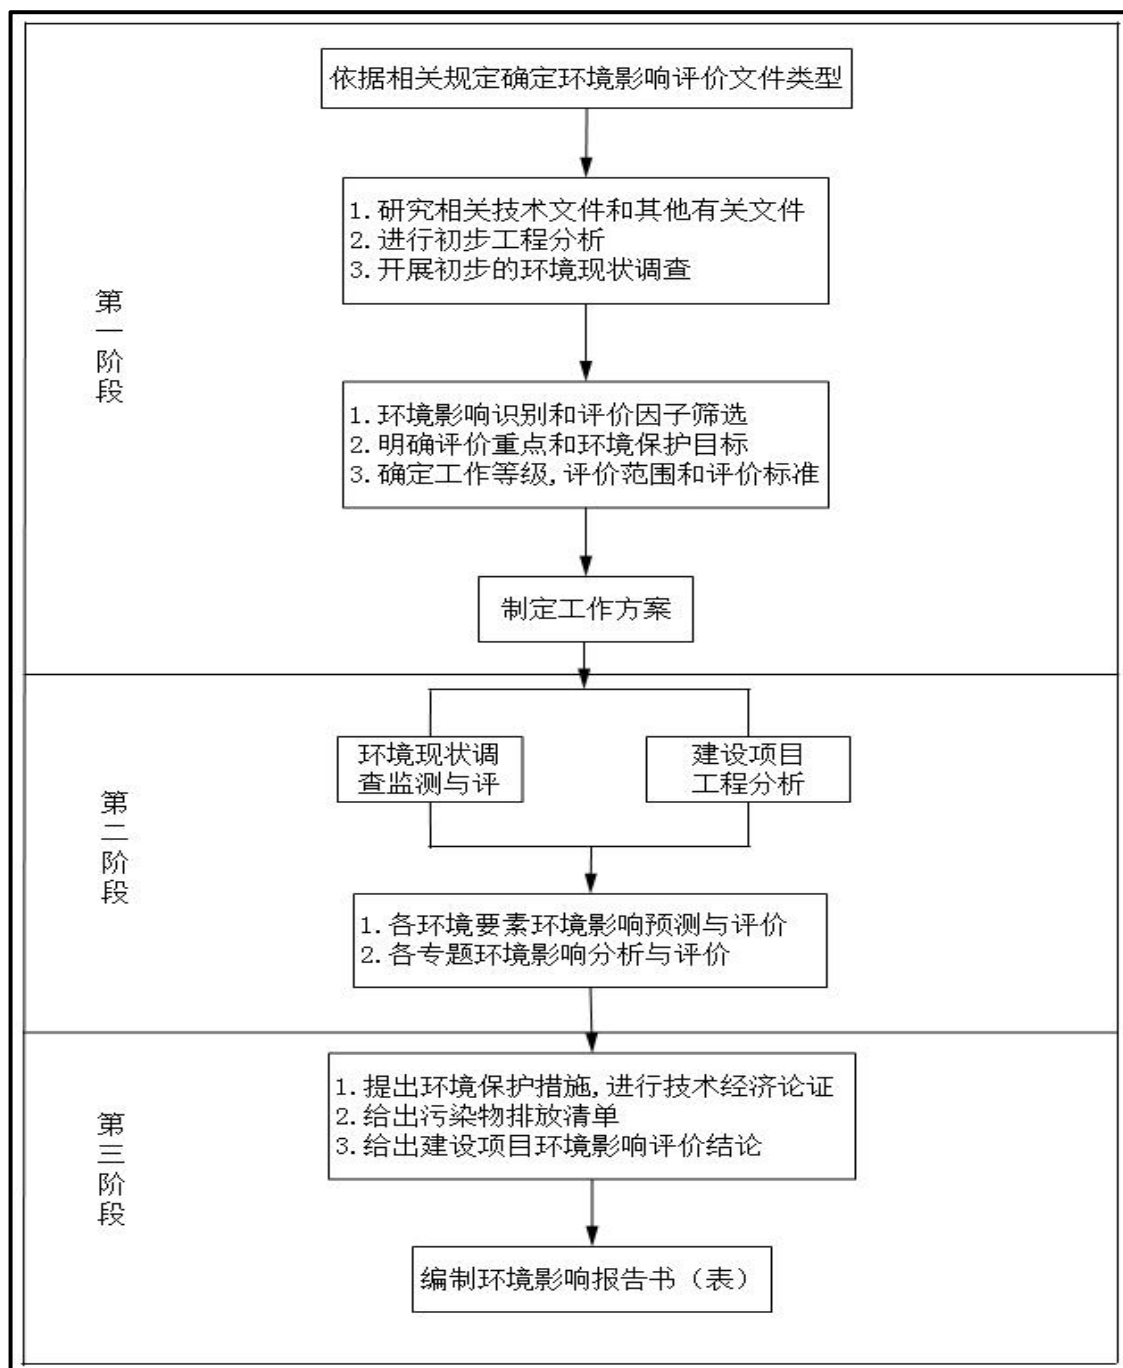 依据相关规定确定环境影响评价文件类型
1.研究相关技术文件和其他有关文件
2.进行初步工程分析
3.开展初步的环境现状调查
第一阶段
1.环境影响识别和评价因子筛选
2.明确评价重点和环境保护目标
3.确定工作等级,评价范围和评价标准
制定工作方案
环境现状调
查监测与评
建设项目
工程分析
第二阶段
1.各环境要素环境影响预测与评价
2.各专题环境影响分析与评价
1.提出环境保护措施,进行技术经济论证
2.给出污染物排放清单
3.给出建设项目环境影响评价结论
第三阶段
编制环境影响报告书（表）